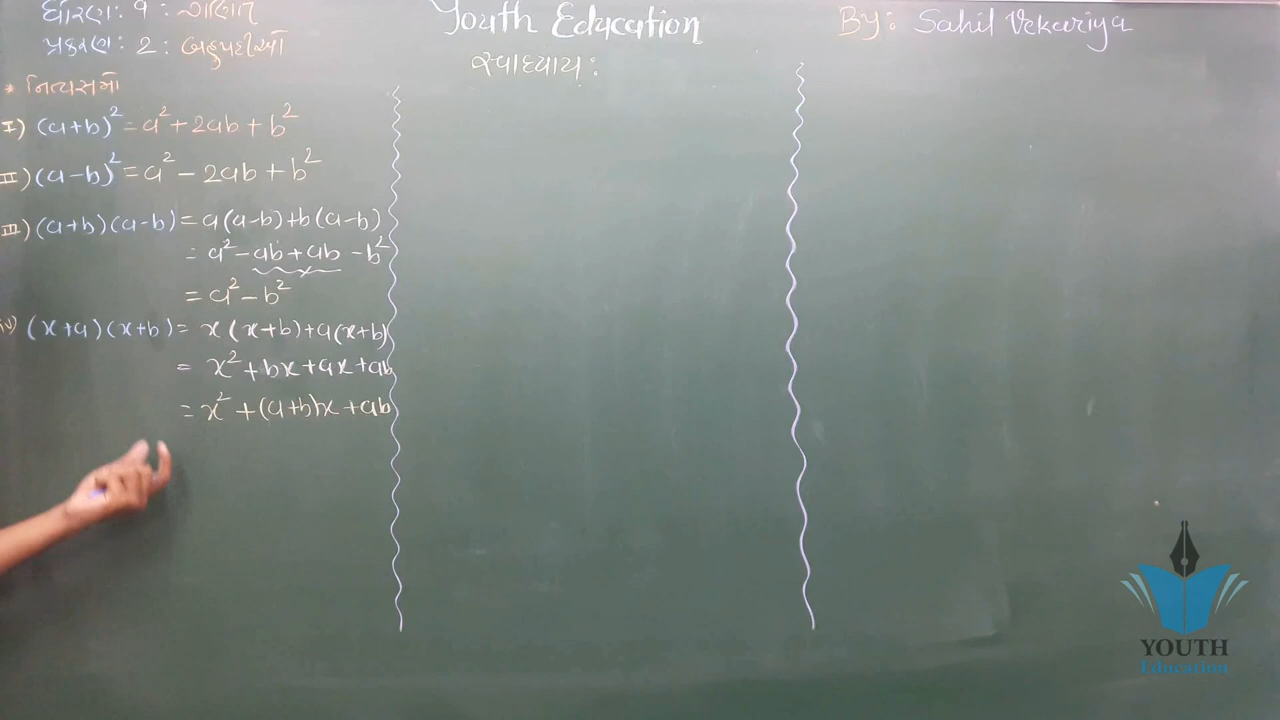 ધોરણ: 9 : ગણિત
પ્રકરણ: 2 : બહુપદીઓ
* નિત્યસમો
I) (a+b)² = a² + 2ab + b²
II) (a-b)² = a² - 2ab + b²
III) (a+b)(a-b) = a(a-b)+b(a-b)
= a² - ab + ab - b²
= a² - b²
IV) (x+a)(x+b) = x(x+b)+a(x+b)
= x² + bx + ax + ab
= x² + (a+b)x + ab
Youth Education
સ્વાધ્યાય:
By: Sahil Vekariya
YOUTH
Education